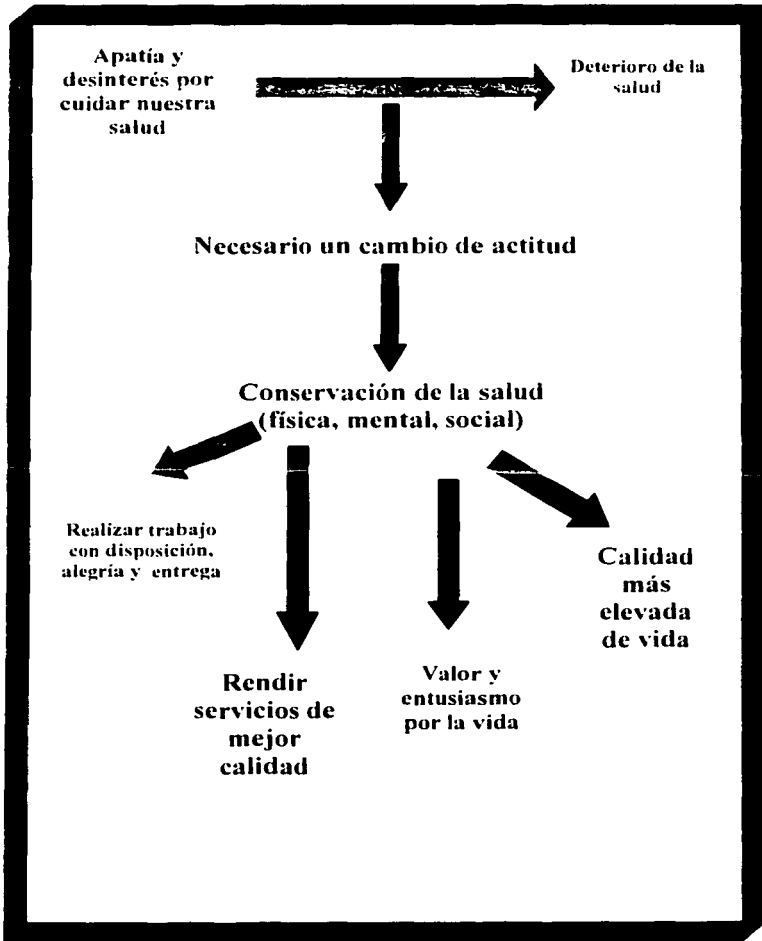 Apatía y
desinterés por
cuidar nuestra
salud
Deterioro de la
salud
Necesario un cambio de actitud
Conservación de la salud
(física, mental, social)
Realizar trabajo
con disposición,
alegría y entrega
Rendir
servicios de
mejor
calidad
Valor y
entusiasmo
por la vida
Calidad
más
elevada
de vida